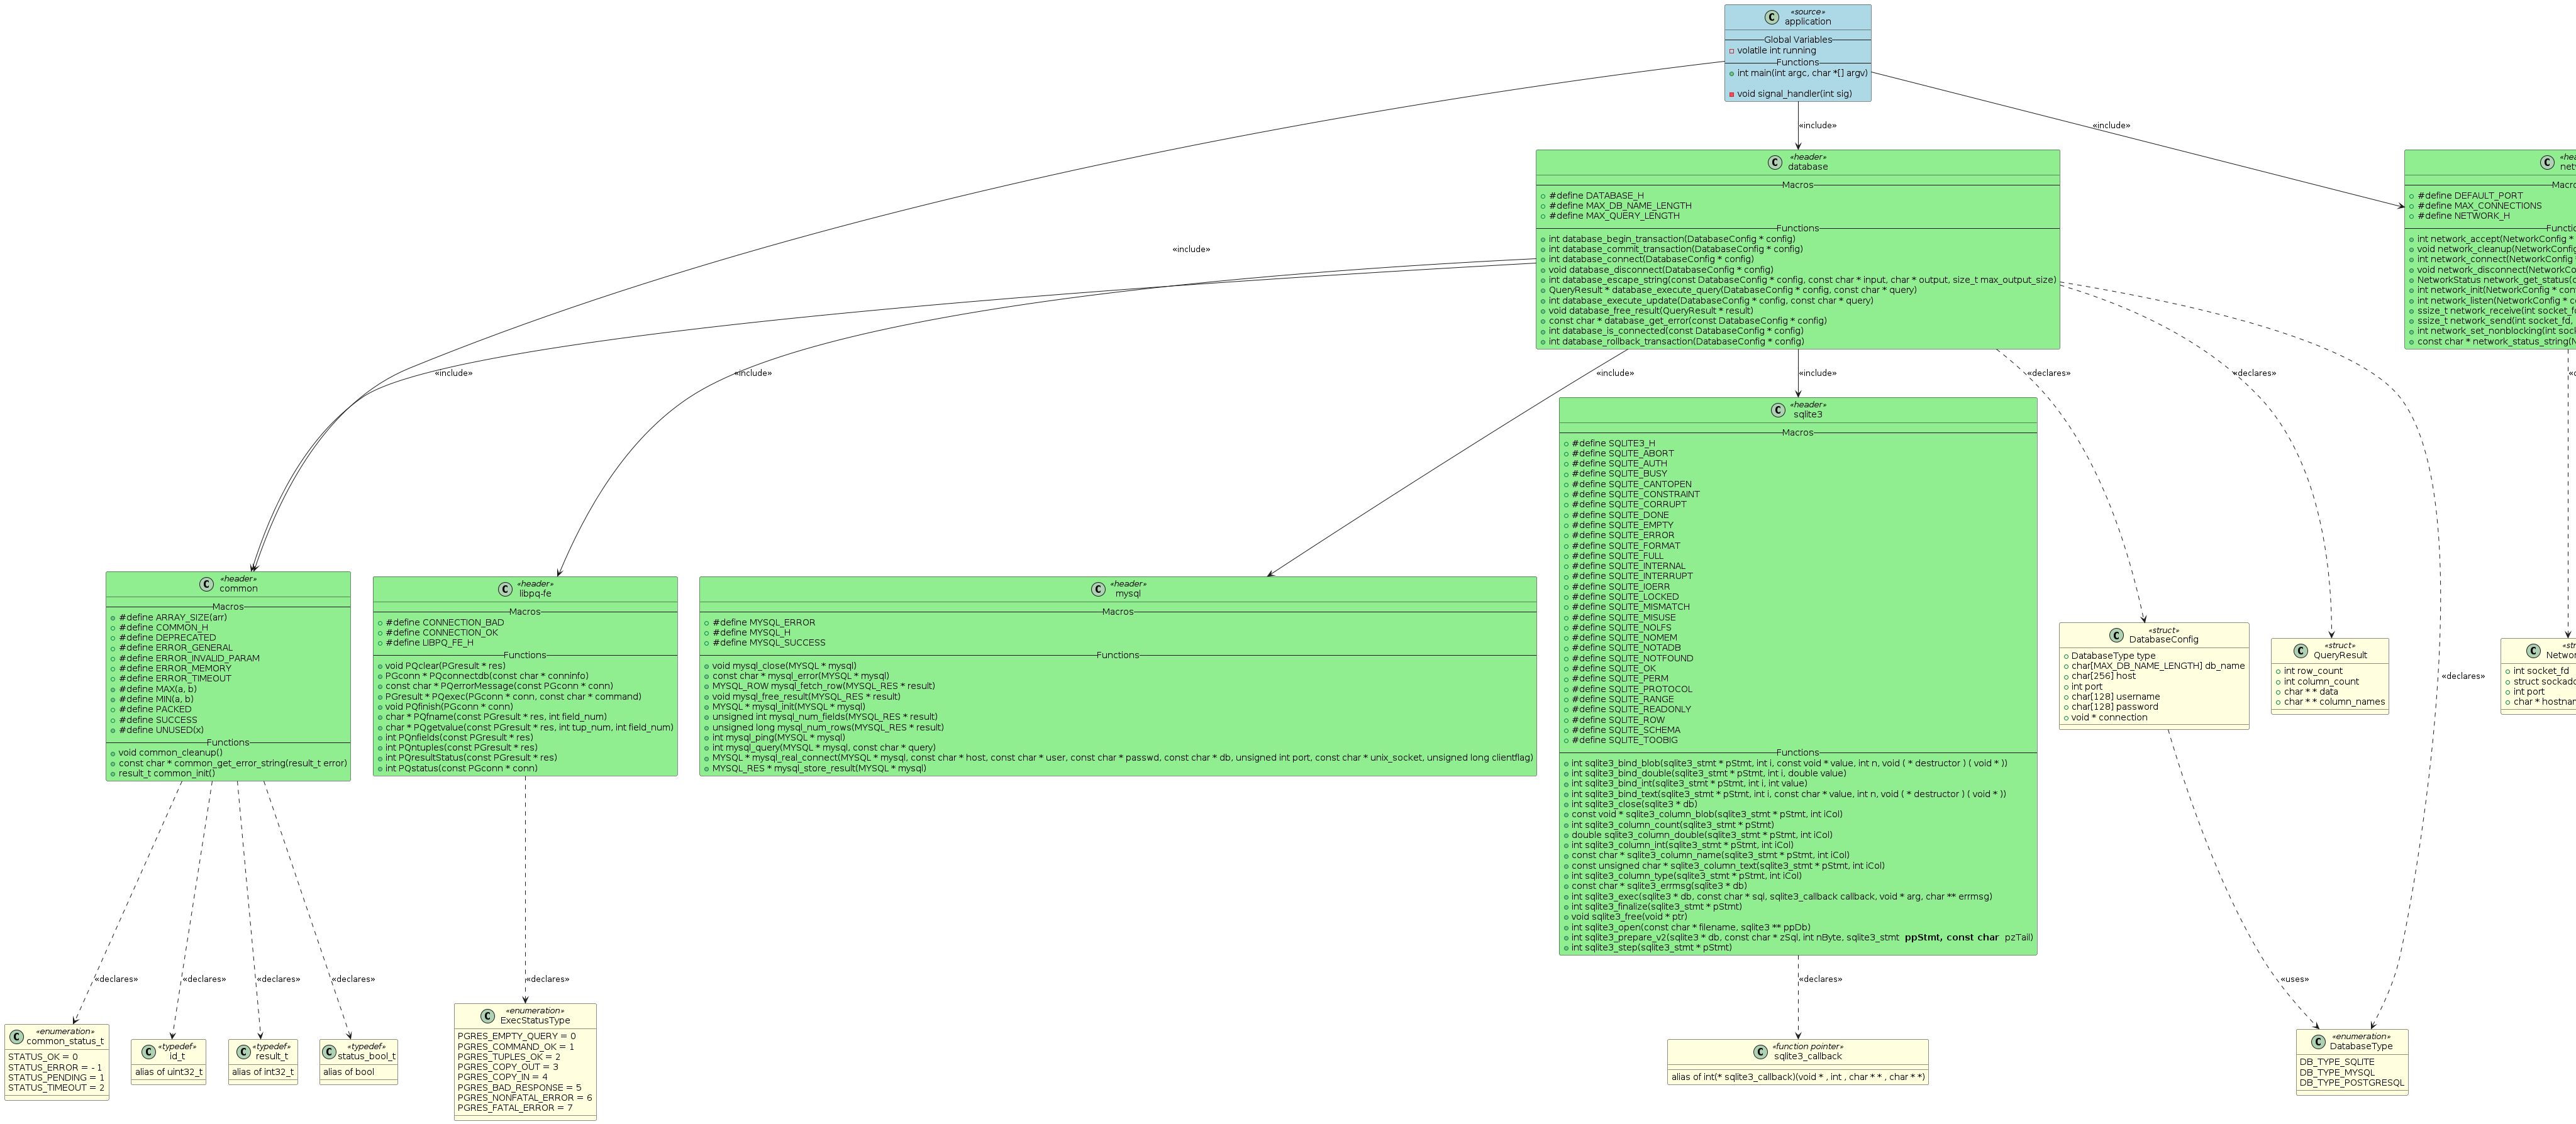 «source»
application
Global Variables
volatile int running
Functions
int main(int argc, char *[] argv)
void signal_handler(int sig)
«include»
«include»
«include»
«header»
database
Macros
#define DATABASE_H
#define MAX_DB_NAME_LENGTH
#define MAX_QUERY_LENGTH
Functions
int database_begin_transaction(DatabaseConfig * config)
int database_commit_transaction(DatabaseConfig * config)
int database_connect(DatabaseConfig * config)
void database_disconnect(DatabaseConfig * config)
int database_escape_string(const DatabaseConfig * config, const char * input, char * output, size_t max_output_size)
QueryResult * database_execute_query(DatabaseConfig * config, const char * query)
int database_execute_update(DatabaseConfig * config, const char * query)
void database_free_result(QueryResult * result)
const char * database_get_error(const DatabaseConfig * config)
int database_is_connected(const DatabaseConfig * config)
int database_rollback_transaction(DatabaseConfig * config)
Macro
#define DEFAULT_PORT
#define MAX_CONNECTIONS
#define NETWORK_H
int network_accept(NetworkConfig *
void network_cleanup(NetworkConfig
int network_connect(NetworkConfig
void network_disconnect(NetworkCo
NetworkStatus network_get_status(c
int network_init(NetworkConfig * con
int network_listen(NetworkConfig * c
ssize_t network_receive(int socket_f
ssize_t network_send(int socket_fd,
int network_set_nonblocking(int sock
const char * network_status_string(N
«include»
«include»
«include»
«include»
«declares»
«declares»
«declares»
«header»
sqlite3
Macros
#define SQLITE3_H
#define SQLITE_ABORT
#define SQLITE_AUTH
#define SQLITE_BUSY
#define SQLITE_CANTOPEN
#define SQLITE_CONSTRAINT
#define SQLITE_CORRUPT
#define SQLITE_DONE
#define SQLITE_EMPTY
#define SQLITE_ERROR
#define SQLITE_FORMAT
#define SQLITE_FULL
#define SQLITE_INTERNAL
#define SQLITE_INTERRUPT
#define SQLITE_IOERR
#define SQLITE_LOCKED
#define SQLITE_MISMATCH
#define SQLITE_MISUSE
#define SQLITE_NOLFS
#define SQLITE_NOMEM
#define SQLITE_NOTADB
#define SQLITE_NOTFOUND
#define SQLITE_OK
#define SQLITE_PERM
#define SQLITE_PROTOCOL
#define SQLITE_RANGE
#define SQLITE_READONLY
#define SQLITE_ROW
#define SQLITE_SCHEMA
#define SQLITE_TOOBIG
Functions
int sqlite3_bind_blob(sqlite3_stmt * pStmt, int i, const void * value, int n, void ( * destructor ) ( void * ))
int sqlite3_bind_double(sqlite3_stmt * pStmt, int i, double value)
int sqlite3_bind_int(sqlite3_stmt * pStmt, int i, int value)
int sqlite3_bind_text(sqlite3_stmt * pStmt, int i, const char * value, int n, void ( * destructor ) ( void * ))
int sqlite3_close(sqlite3 * db)
const void * sqlite3_column_blob(sqlite3_stmt * pStmt, int iCol)
int sqlite3_column_count(sqlite3_stmt * pStmt)
double sqlite3_column_double(sqlite3_stmt * pStmt, int iCol)
int sqlite3_column_int(sqlite3_stmt * pStmt, int iCol)
const char * sqlite3_column_name(sqlite3_stmt * pStmt, int iCol)
const unsigned char * sqlite3_column_text(sqlite3_stmt * pStmt, int iCol)
int sqlite3_column_type(sqlite3_stmt * pStmt, int iCol)
const char * sqlite3_errmsg(sqlite3 * db)
int sqlite3_exec(sqlite3 * db, const char * sql, sqlite3_callback callback, void * arg, char ** errmsg)
int sqlite3_finalize(sqlite3_stmt * pStmt)
void sqlite3_free(void * ptr)
int sqlite3_open(const char * filename, sqlite3 ** ppDb)
int sqlite3_prepare_v2(sqlite3 * db, const char * zSql, int nByte, sqlite3_stmt ppStmt, const char pzTail)
int sqlite3_step(sqlite3_stmt * pStmt)
«header»
common
Macros
#define ARRAY_SIZE(arr)
#define COMMON_H
#define DEPRECATED
#define ERROR_GENERAL
#define ERROR_INVALID_PARAM
#define ERROR_MEMORY
#define ERROR_TIMEOUT
#define MAX(a, b)
#define MIN(a, b)
#define PACKED
#define SUCCESS
#define UNUSED(x)
Functions
void common_cleanup()
const char * common_get_error_string(result_t error)
result_t common_init()
«header»
libpq-fe
Macros
#define CONNECTION_BAD
#define CONNECTION_OK
#define LIBPQ_FE_H
Functions
void PQclear(PGresult * res)
PGconn * PQconnectdb(const char * conninfo)
const char * PQerrorMessage(const PGconn * conn)
PGresult * PQexec(PGconn * conn, const char * command)
void PQfinish(PGconn * conn)
char * PQfname(const PGresult * res, int field_num)
char * PQgetvalue(const PGresult * res, int tup_num, int field_num)
int PQnfields(const PGresult * res)
int PQntuples(const PGresult * res)
int PQresultStatus(const PGresult * res)
int PQstatus(const PGconn * conn)
«header»
mysql
Macros
#define MYSQL_ERROR
#define MYSQL_H
#define MYSQL_SUCCESS
Functions
void mysql_close(MYSQL * mysql)
const char * mysql_error(MYSQL * mysql)
MYSQL_ROW mysql_fetch_row(MYSQL_RES * result)
void mysql_free_result(MYSQL_RES * result)
MYSQL * mysql_init(MYSQL * mysql)
unsigned int mysql_num_fields(MYSQL_RES * result)
unsigned long mysql_num_rows(MYSQL_RES * result)
int mysql_ping(MYSQL * mysql)
int mysql_query(MYSQL * mysql, const char * query)
MYSQL * mysql_real_connect(MYSQL * mysql, const char * host, const char * user, const char * passwd, const char * db, unsigned int port, const char * unix_socket, unsigned long clientflag)
MYSQL_RES * mysql_store_result(MYSQL * mysql)
«struct»
DatabaseConfig
DatabaseType type
char[MAX_DB_NAME_LENGTH] db_name
char[256] host
int port
char[128] username
char[128] password
void * connection
«struct»
QueryResult
int row_count
int column_count
char * * data
char * * column_names
int socket_fd
struct sockadd
int port
char * hostnam
«declares»
«declares»
«declares»
«declares»
«declares»
«declares»
«uses»
«enumeration»
common_status_t
STATUS_OK = 0
STATUS_ERROR = - 1
STATUS_PENDING = 1
STATUS_TIMEOUT = 2
«typedef»
id_t
alias of uint32_t
«typedef»
result_t
alias of int32_t
«typedef»
status_bool_t
alias of bool
«enumeration»
ExecStatusType
PGRES_EMPTY_QUERY = 0
PGRES_COMMAND_OK = 1
PGRES_TUPLES_OK = 2
PGRES_COPY_OUT = 3
PGRES_COPY_IN = 4
PGRES_BAD_RESPONSE = 5
PGRES_NONFATAL_ERROR = 6
PGRES_FATAL_ERROR = 7
«function pointer»
sqlite3_callback
alias of int(* sqlite3_callback)(void * , int , char * * , char * *)
«enumeration»
DatabaseType
DB_TYPE_SQLITE
DB_TYPE_MYSQL
DB_TYPE_POSTGRESQL